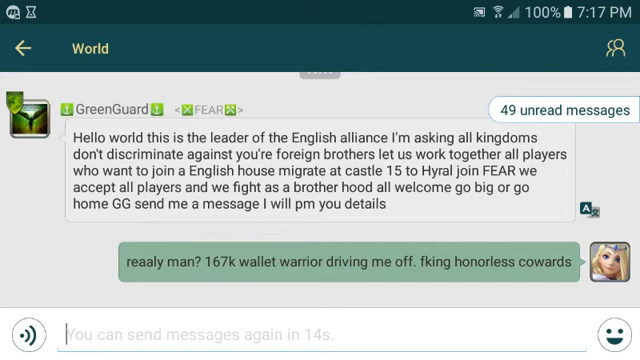 100% 7:17 PM
World
GreenGuard <FEAR>
49 unread messages
Hello world this is the leader of the English alliance I'm asking all kingdoms
don't discriminate against you're foreign brothers let us work together all players
who want to join a English house migrate at castle 15 to Hyral join FEAR we
accept all players and we fight as a brother hood all welcome go big or go
home GG send me a message I will pm you details
reaaly man? 167k wallet warrior driving me off. fking honorless cowards
You can send messages again in 14s.